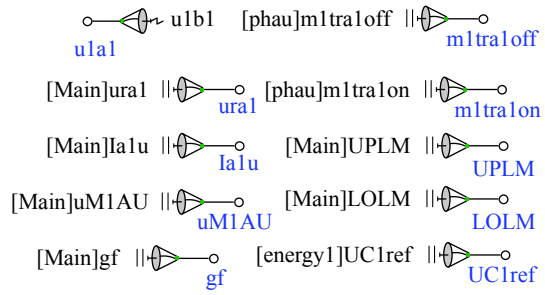 u1b1
u1a1
[phau]m1tra1off
m1tra1off
[Main]ura1
ura1
[phau]m1tra1on
m1tra1on
[Main]Ia1u
Ia1u
[Main]UPLM
UPLM
[Main]uM1AU
uM1AU
[Main]LOLM
LOLM
[Main]gf
gf
[energy1]UC1ref
UC1ref